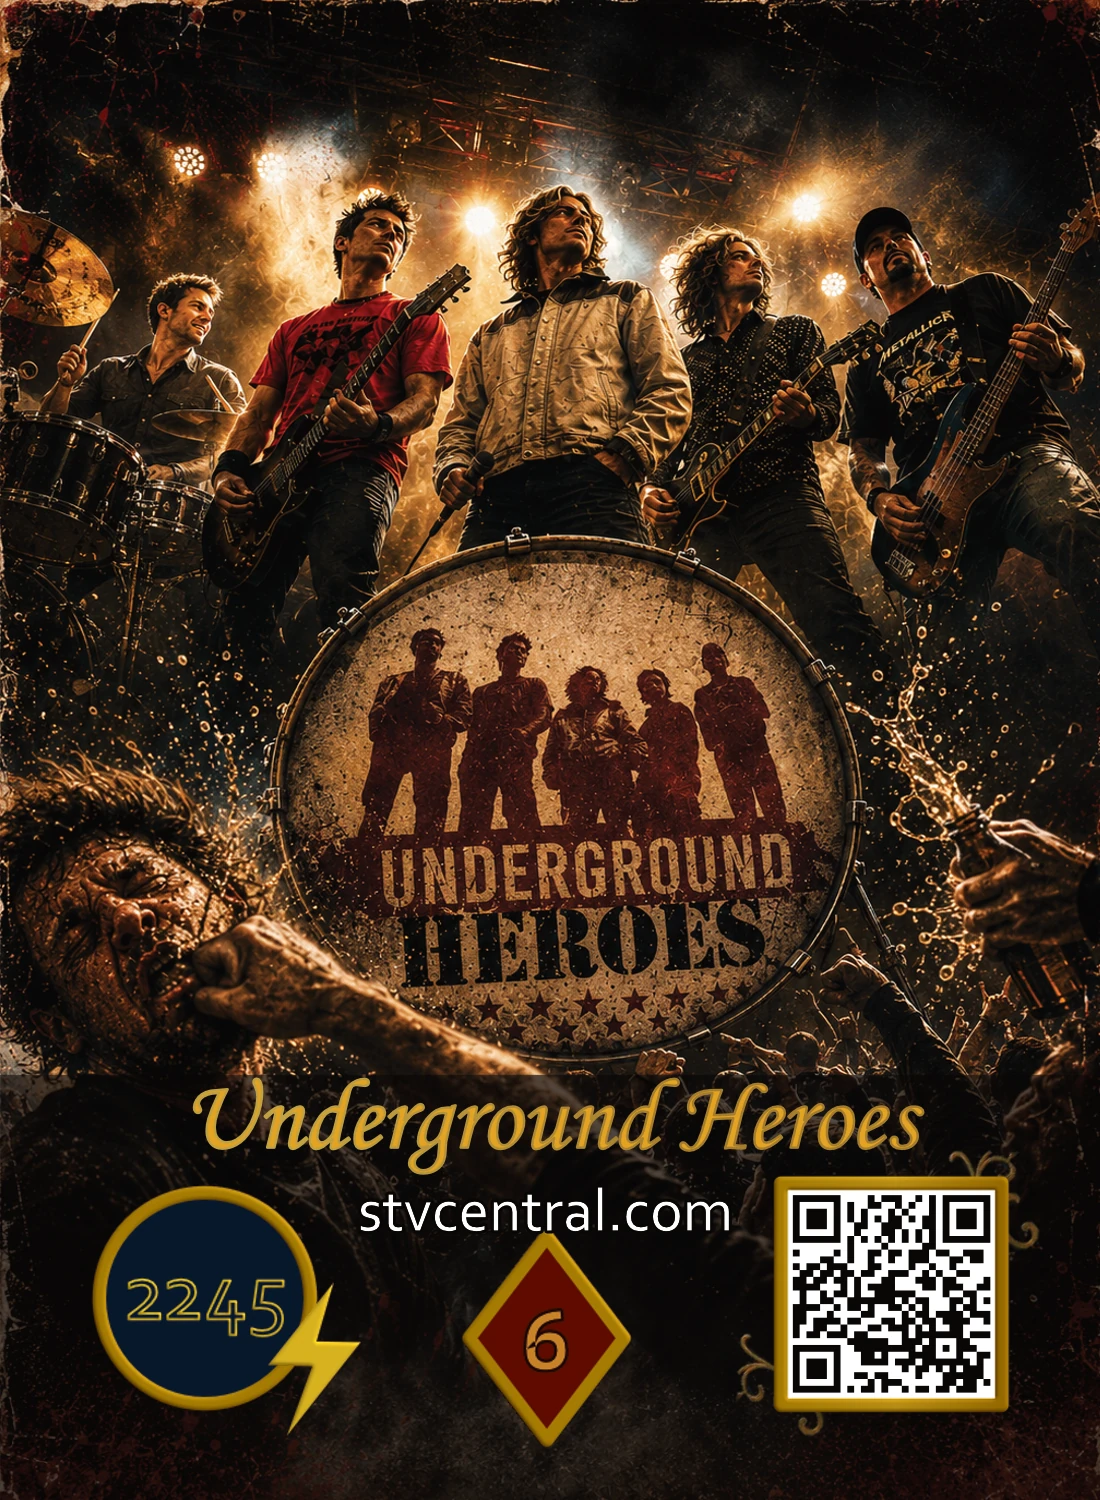 METALLICA
UNDERGROUND
HEROES
Underground Heroes
stvcentral.com
2245
6